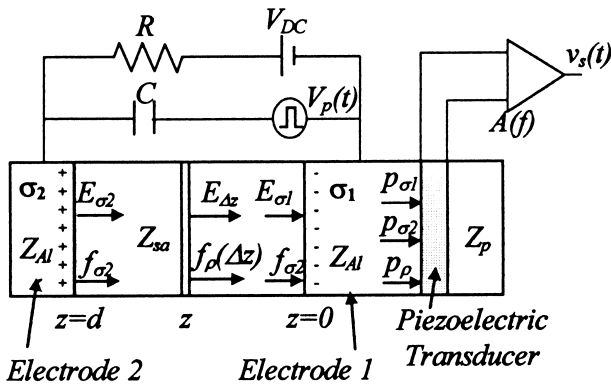 R
V_DC
C
V_p(t)
v_s(t)
A(f)
σ2
+
+
+
+
+
+
+
+
E_σ2
E_Δz
E_σ1
-
-
-
-
-
-
-
σ1
p_σ1
p_σ2
p_ρ
Z_Al
Z_sa
Z_Al
Z_p
f_σ2
f_ρ(Δz)
f_σ2
z=d
z
z=0
Piezoelectric
Transducer
Electrode 2
Electrode 1